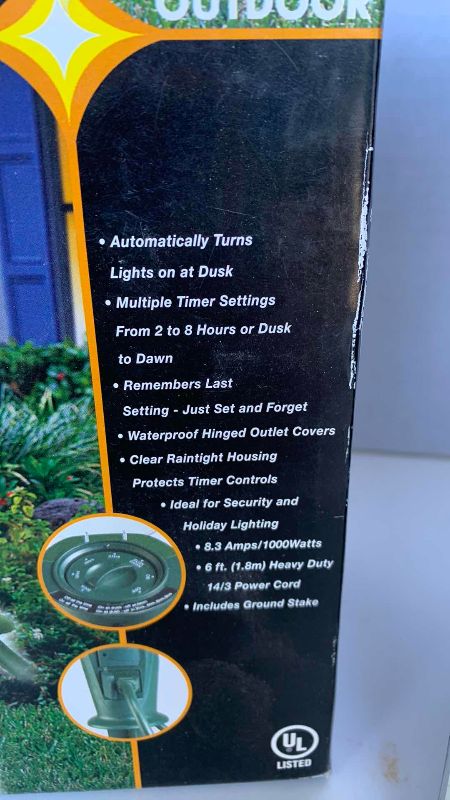 OUTDOOR
• Automatically Turns
Lights on at Dusk
• Multiple Timer Settings
From 2 to 8 Hours or Dusk
to Dawn
• Remembers Last
Setting - Just Set and Forget
• Waterproof Hinged Outlet Covers
• Clear Raintight Housing
Protects Timer Controls
• Ideal for Security and
Holiday Lighting
• 8.3 Amps/1000Watts
• 6 ft. (1.8m) Heavy Duty
14/3 Power Cord
• Includes Ground Stake
UL
LISTED